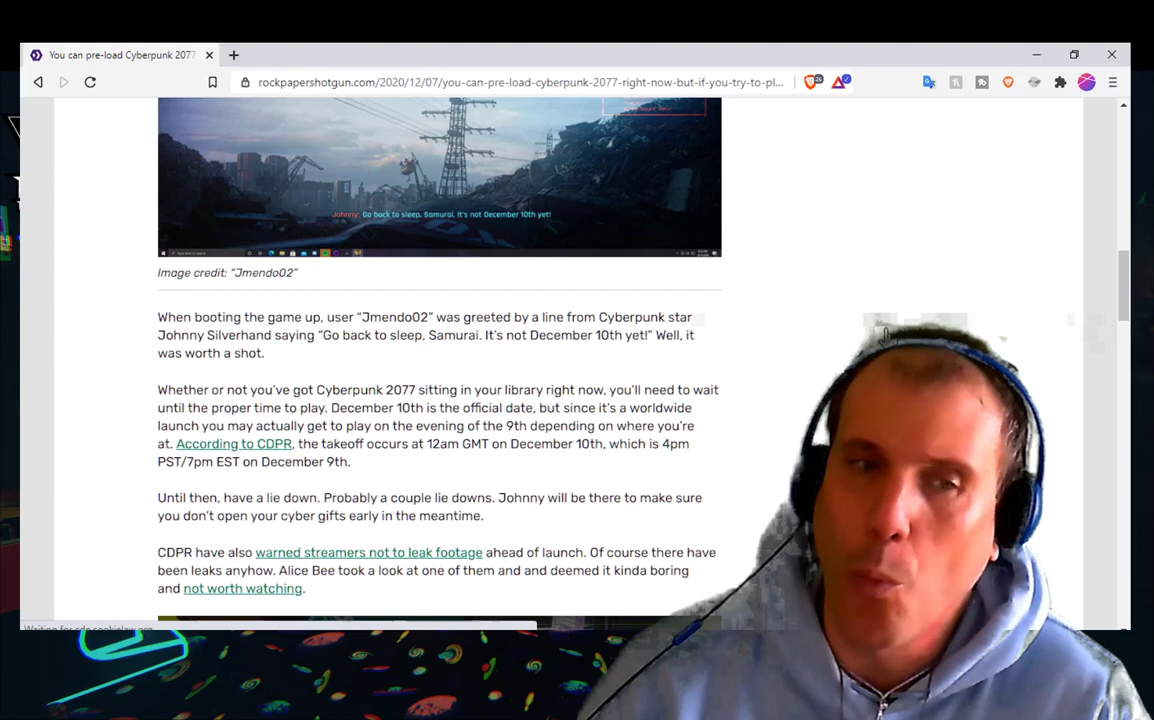 You can pre-load Cyberpunk 2077
rockpapershotgun.com/2020/12/07/you-can-pre-load-cyberpunk-2077-right-now-but-if-you-try-to-pl...
26
Johnny: Go back to sleep, Samurai. It's not December 10th yet!
Image credit: “Jmendo02”
When booting the game up, user “Jmendo02” was greeted by a line from Cyberpunk star
Johnny Silverhand saying “Go back to sleep, Samurai. It’s not December 10th yet!” Well, it
was worth a shot.
Whether or not you’ve got Cyberpunk 2077 sitting in your library right now, you’ll need to wait
until the proper time to play. December 10th is the official date, but since it’s a worldwide
launch you may actually get to play on the evening of the 9th depending on where you’re
at. According to CDPR, the takeoff occurs at 12am GMT on December 10th, which is 4pm
PST/7pm EST on December 9th.
Until then, have a lie down. Probably a couple lie downs. Johnny will be there to make sure
you don’t open your cyber gifts early in the meantime.
CDPR have also warned streamers not to leak footage ahead of launch. Of course there have
been leaks anyhow. Alice Bee took a look at one of them and and deemed it kinda boring
and not worth watching.
Waiting for cdn.cookielaw.org